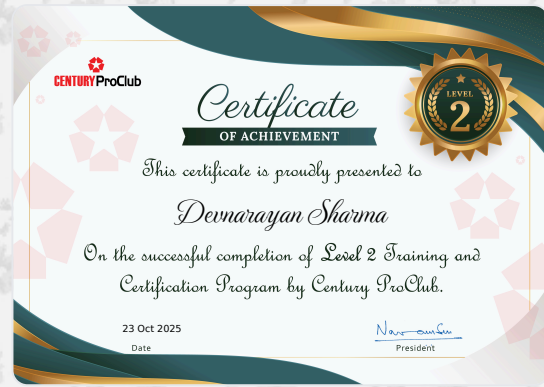 CENTURY ProClub
LEVEL
2
Certificate
OF ACHIEVEMENT
This certificate is proudly presented to
Devnarayan Sharma
On the successful completion of Level 2 Training and
Certification Program by Century ProClub.
23 Oct 2025
Date
President